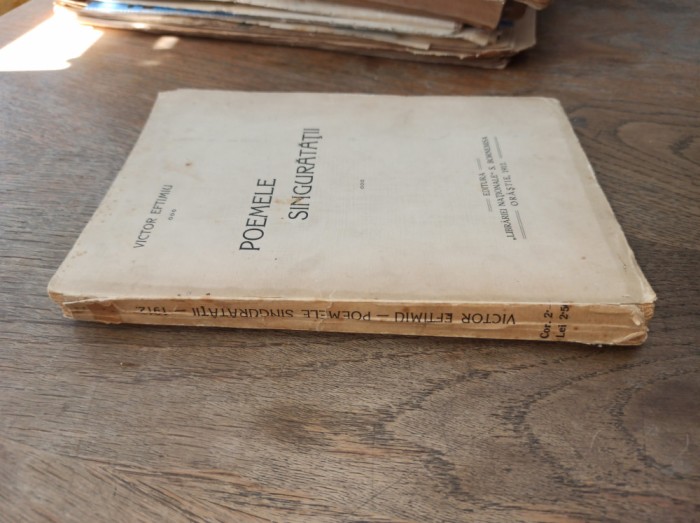 VICTOR EFTIMIU
POEMELE
SINGURĂTĂȚII
EDITURA
„LIBRĂRIEI NAȚIONALE“ S. BORNEMISA
ORĂȘTIE, 1912.
VICTOR EFTIMIU — POEMELE SINGURĂTĂȚII — 1912
Cor. 2·
Lei 2·50